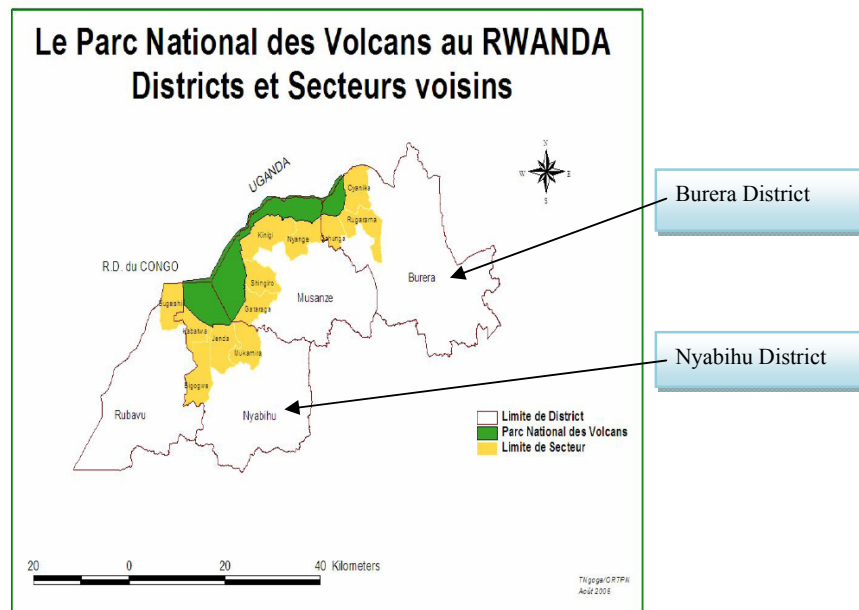 Le Parc National des Volcans au RWANDA
Districts et Secteurs voisins
UGANDA
N
W E
S
Burera District
Cyanika
Rugarama
Kinigi
Nyange
R.D. du CONGO
Shingiro
Burera
Musanze
Gataraga
Kabatwa
Jenda
Mukamira
Nyabihu District
Bigogwe
Rubavu
Nyabihu
Limite de District
Parc National des Volcans
Limite de Secteur
20 0 20 40 Kilometers
Août 2006